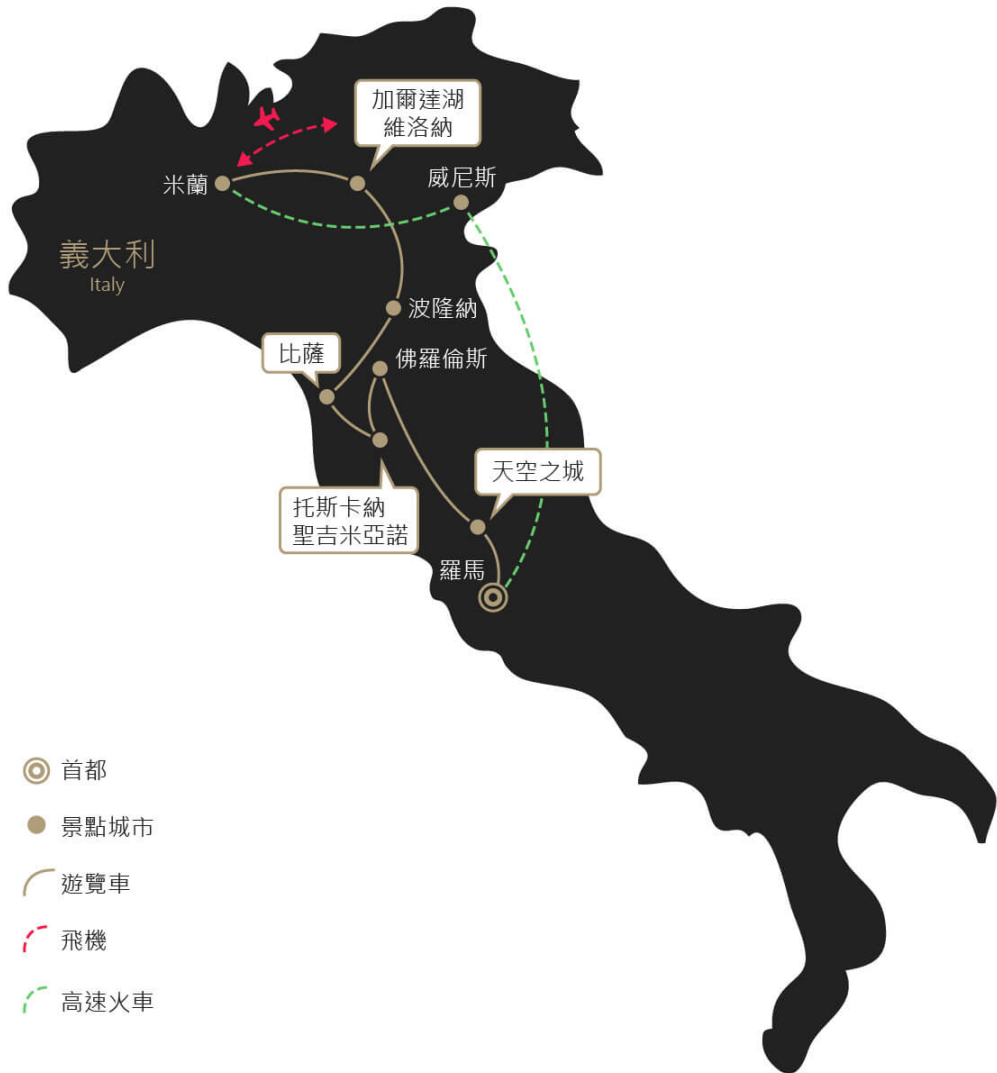 加爾達湖
維洛納
米蘭
威尼斯
義大利
Italy
波隆納
比薩
佛羅倫斯
天空之城
托斯卡納
聖吉米亞諾
羅馬
首都
景點城市
遊覽車
飛機
高速火車